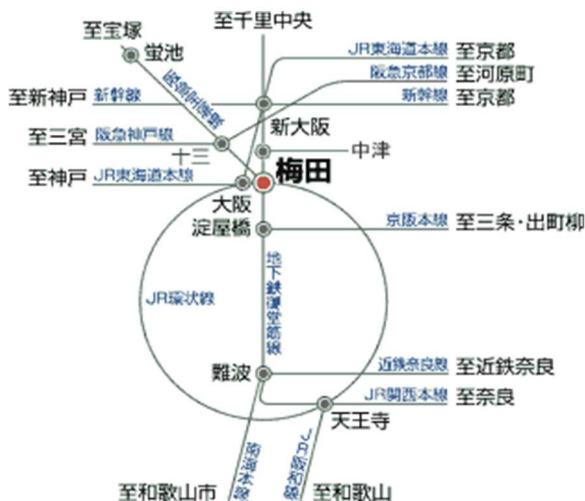 至千里中央
至宝塚
蛍池
JR東海道本線
至京都
阪急京都線
至河原町
阪急宝塚線
至新神戸
新幹線
新幹線
至京都
新大阪
至三宮
阪急神戸線
十三
中津
至神戸
JR東海道本線
梅田
大阪
淀屋橋
京阪本線
至三条・出町柳
地下鉄御堂筋線
JR環状線
難波
近鉄奈良線
至近鉄奈良
JR関西本線
至奈良
天王寺
南海本線
JR阪和線
至和歌山市
至和歌山